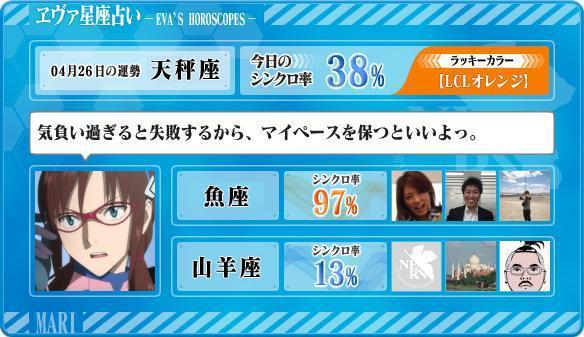 ヱヴァ星座占い －EVA`S HOROSCOPES－
04月26日の運勢 天秤座
今日の
シンクロ率 38%
ラッキーカラー
【LCLオレンジ】
気負い過ぎると失敗するから、マイペースを保つといいよっ。
魚座
シンクロ率
97%
山羊座
シンクロ率
13%
NERV
MARI